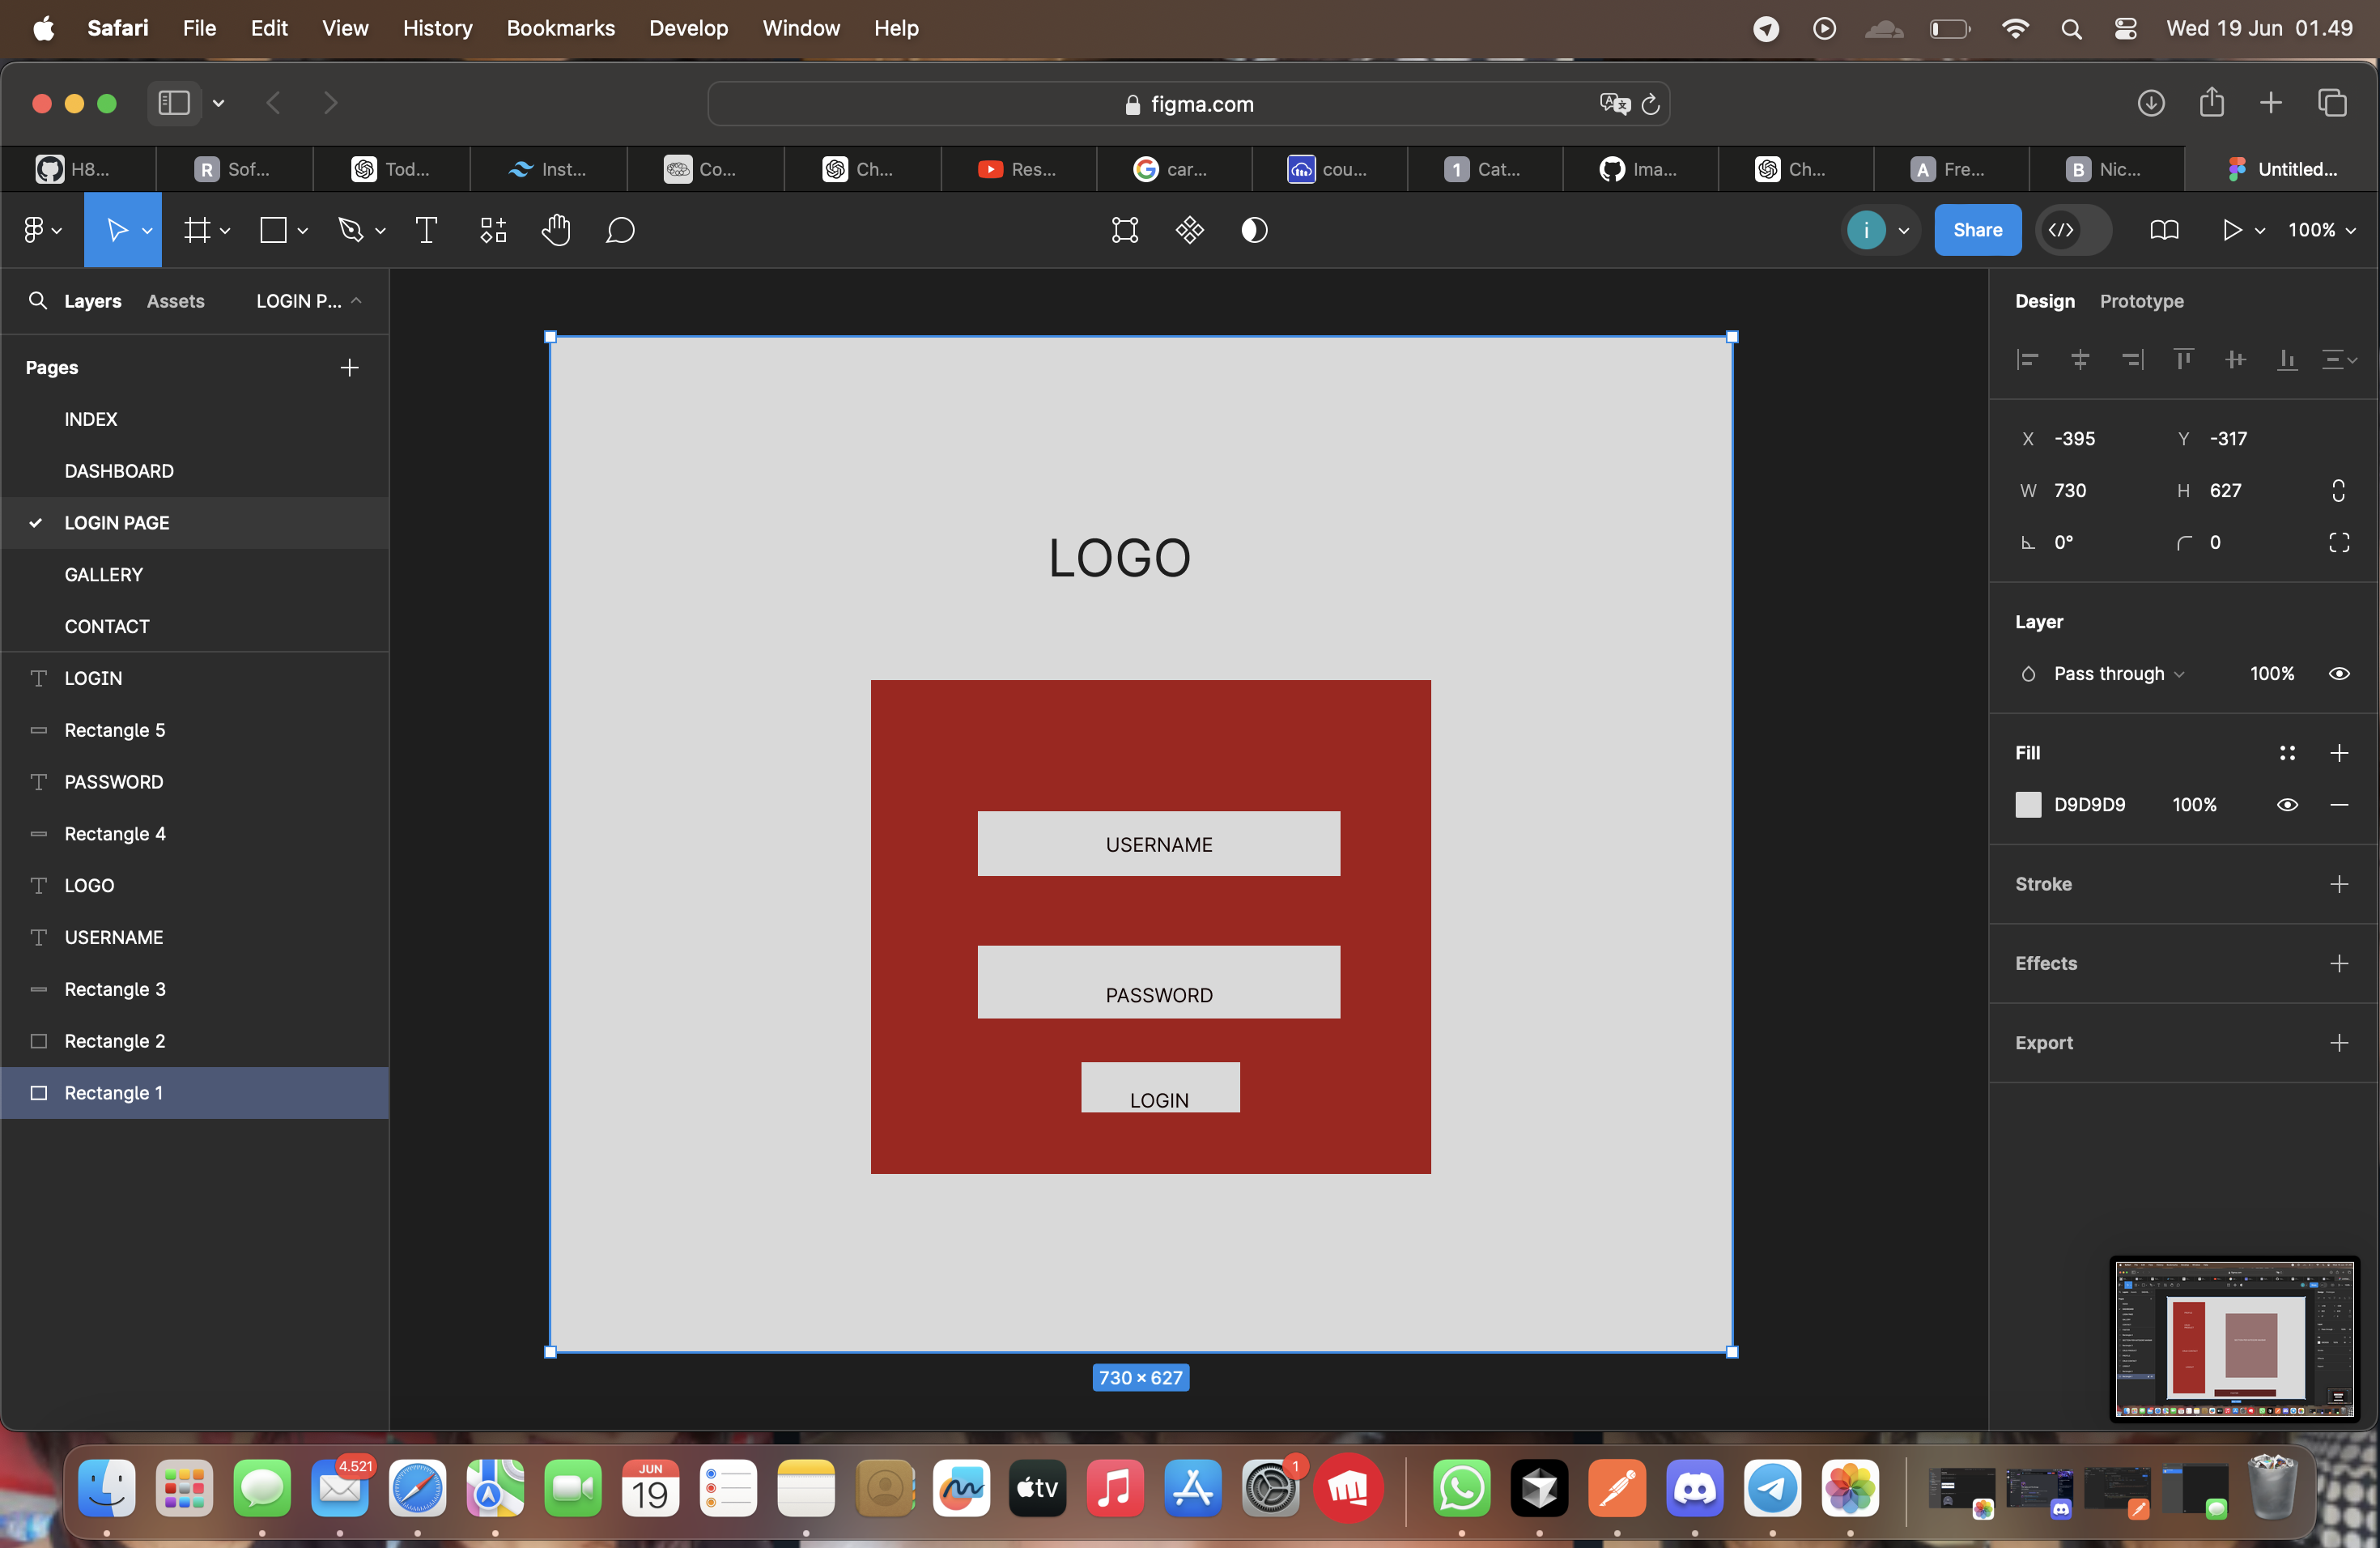 Safari File Edit View History Bookmarks Develop Window Help Wed 19 Jun 01.49
figma.com
H8... R Sof... Tod... Inst... Co... Ch... Res... car... cou... 1 Cat... Ima... Ch... A Fre... B Nic... Untitled...
i Share 100%
Layers Assets LOGIN P...
Design Prototype
Pages
INDEX
DASHBOARD
LOGIN PAGE
GALLERY
CONTACT
LOGIN
Rectangle 5
PASSWORD
Rectangle 4
LOGO
USERNAME
Rectangle 3
Rectangle 2
Rectangle 1
LOGO
USERNAME
PASSWORD
LOGIN
730 × 627
X -395 Y -317
W 730 H 627
0° 0
Layer
Pass through 100%
Fill
D9D9D9 100%
Stroke
Effects
Export
4.521 JUN 1
19 tv